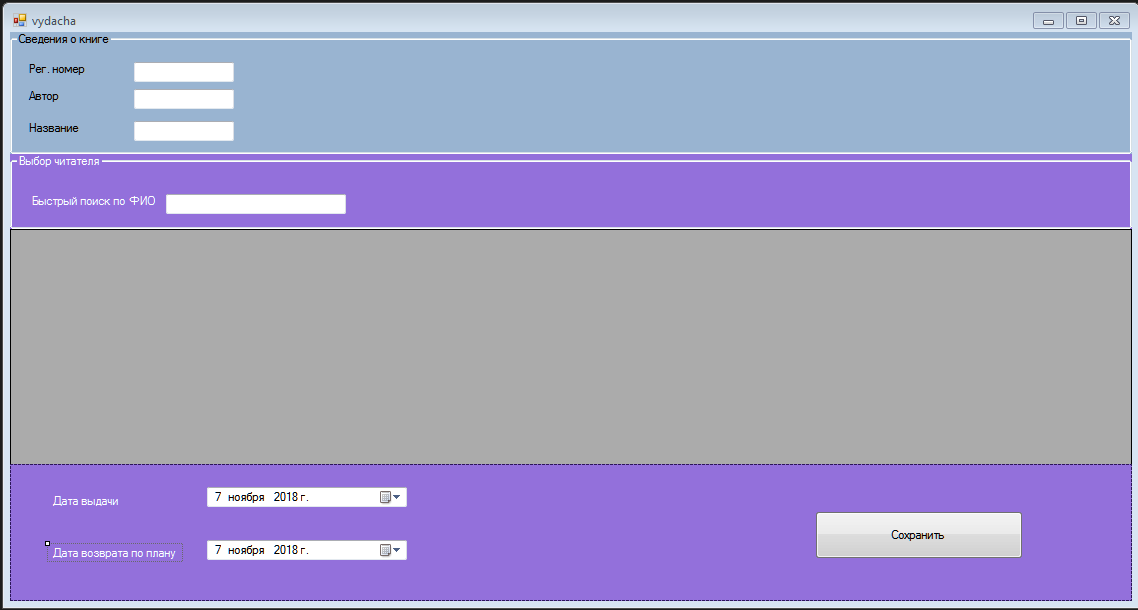 vydacha
Сведения о книге
Рег. номер
Автор
Название
Выбор читателя
Быстрый поиск по ФИО
Дата выдачи
7 ноября 2018 г.
Сохранить
Дата возврата по плану
7 ноября 2018 г.